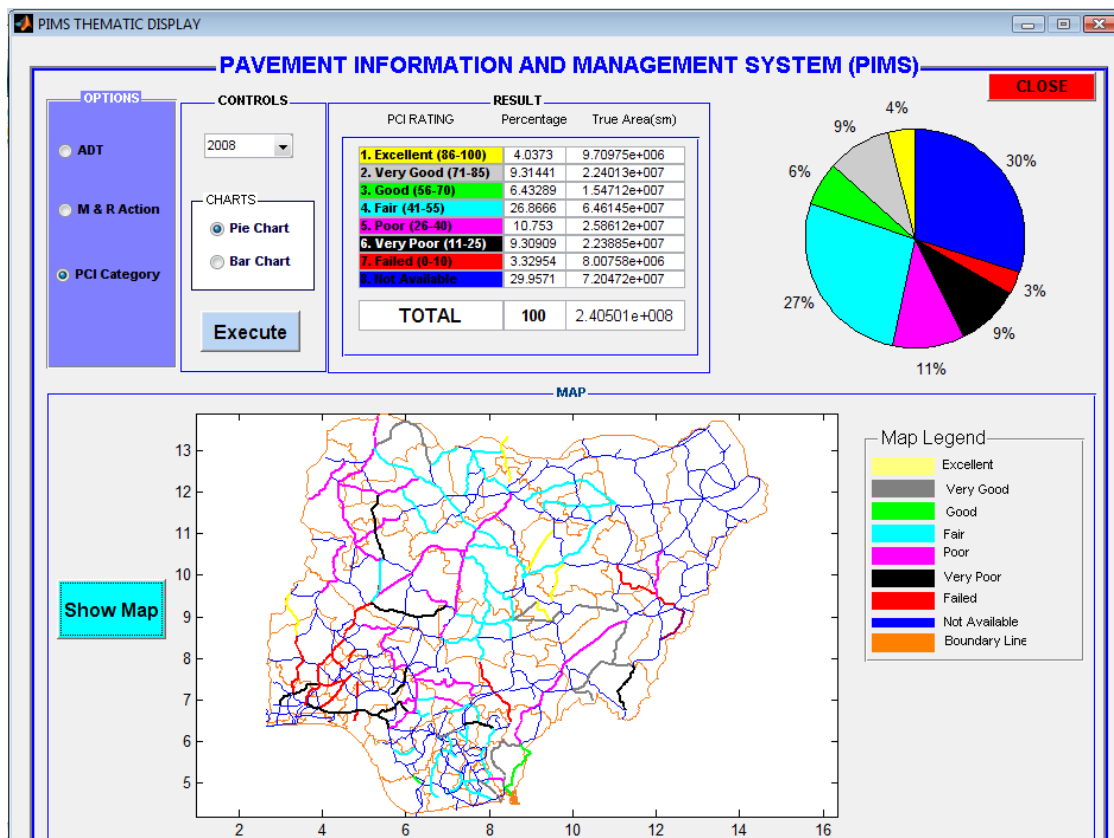 PIMS THEMATIC DISPLAY
PAVEMENT INFORMATION AND MANAGEMENT SYSTEM (PIMS)
CLOSE
OPTIONS
ADT
M & R Action
PCI Category
CONTROLS
2008
CHARTS
Pie Chart
Bar Chart
Execute
RESULT
PCI RATING Percentage True Area(sm)
1. Excellent (86-100) 4.0373 9.70975e+006
2. Very Good (71-85) 9.31441 2.24013e+007
3. Good (56-70) 6.43289 1.54712e+007
4. Fair (41-55) 26.8666 6.46145e+007
5. Poor (26-40) 10.753 2.58612e+007
6. Very Poor (11-25) 9.30909 2.23885e+007
7. Failed (0-10) 3.32954 8.00758e+006
8. Not Available 29.9571 7.20472e+007
TOTAL 100 2.40501e+008
4%
9%
30%
6%
3%
27%
9%
11%
MAP
Show Map
13
12
11
10
9
8
7
6
5
2 4 6 8 10 12 14 16
Map Legend
Excellent
Very Good
Good
Fair
Poor
Very Poor
Failed
Not Available
Boundary Line